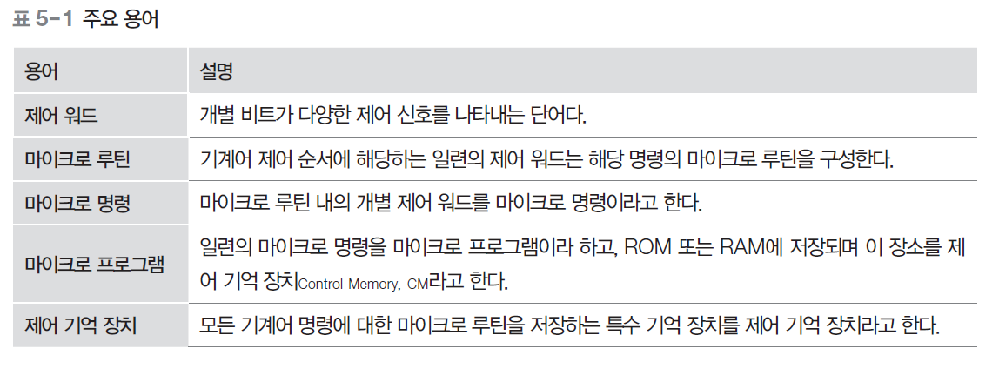 표 5-1 주요 용어
용어 설명
제어 워드 개별 비트가 다양한 제어 신호를 나타내는 단어다.
마이크로 루틴 기계어 제어 순서에 해당하는 일련의 제어 워드는 해당 명령의 마이크로 루틴을 구성한다.
마이크로 명령 마이크로 루틴 내의 개별 제어 워드를 마이크로 명령이라고 한다.
마이크로 프로그램 일련의 마이크로 명령을 마이크로 프로그램이라 하고, ROM 또는 RAM에 저장되며 이 장소를 제
어 기억 장치Control Memory, CM라고 한다.
제어 기억 장치 모든 기계어 명령에 대한 마이크로 루틴을 저장하는 특수 기억 장치를 제어 기억 장치라고 한다.